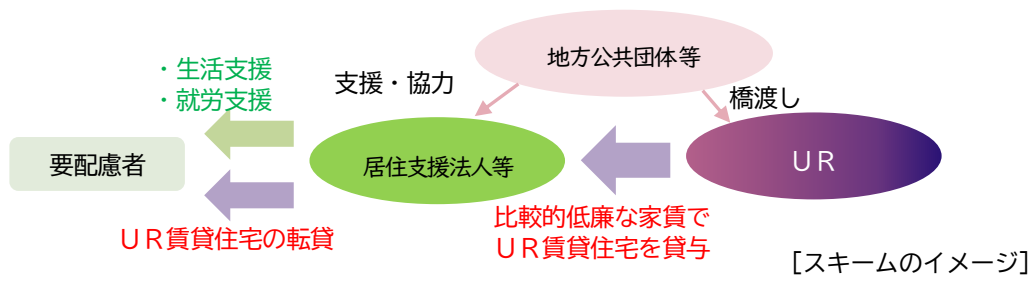 地方公共団体等
・生活支援
・就労支援
支援・協力
橋渡し
要配慮者
居住支援法人等
ＵＲ
ＵＲ賃貸住宅の転貸
比較的低廉な家賃で
ＵＲ賃貸住宅を貸与
［スキームのイメージ］